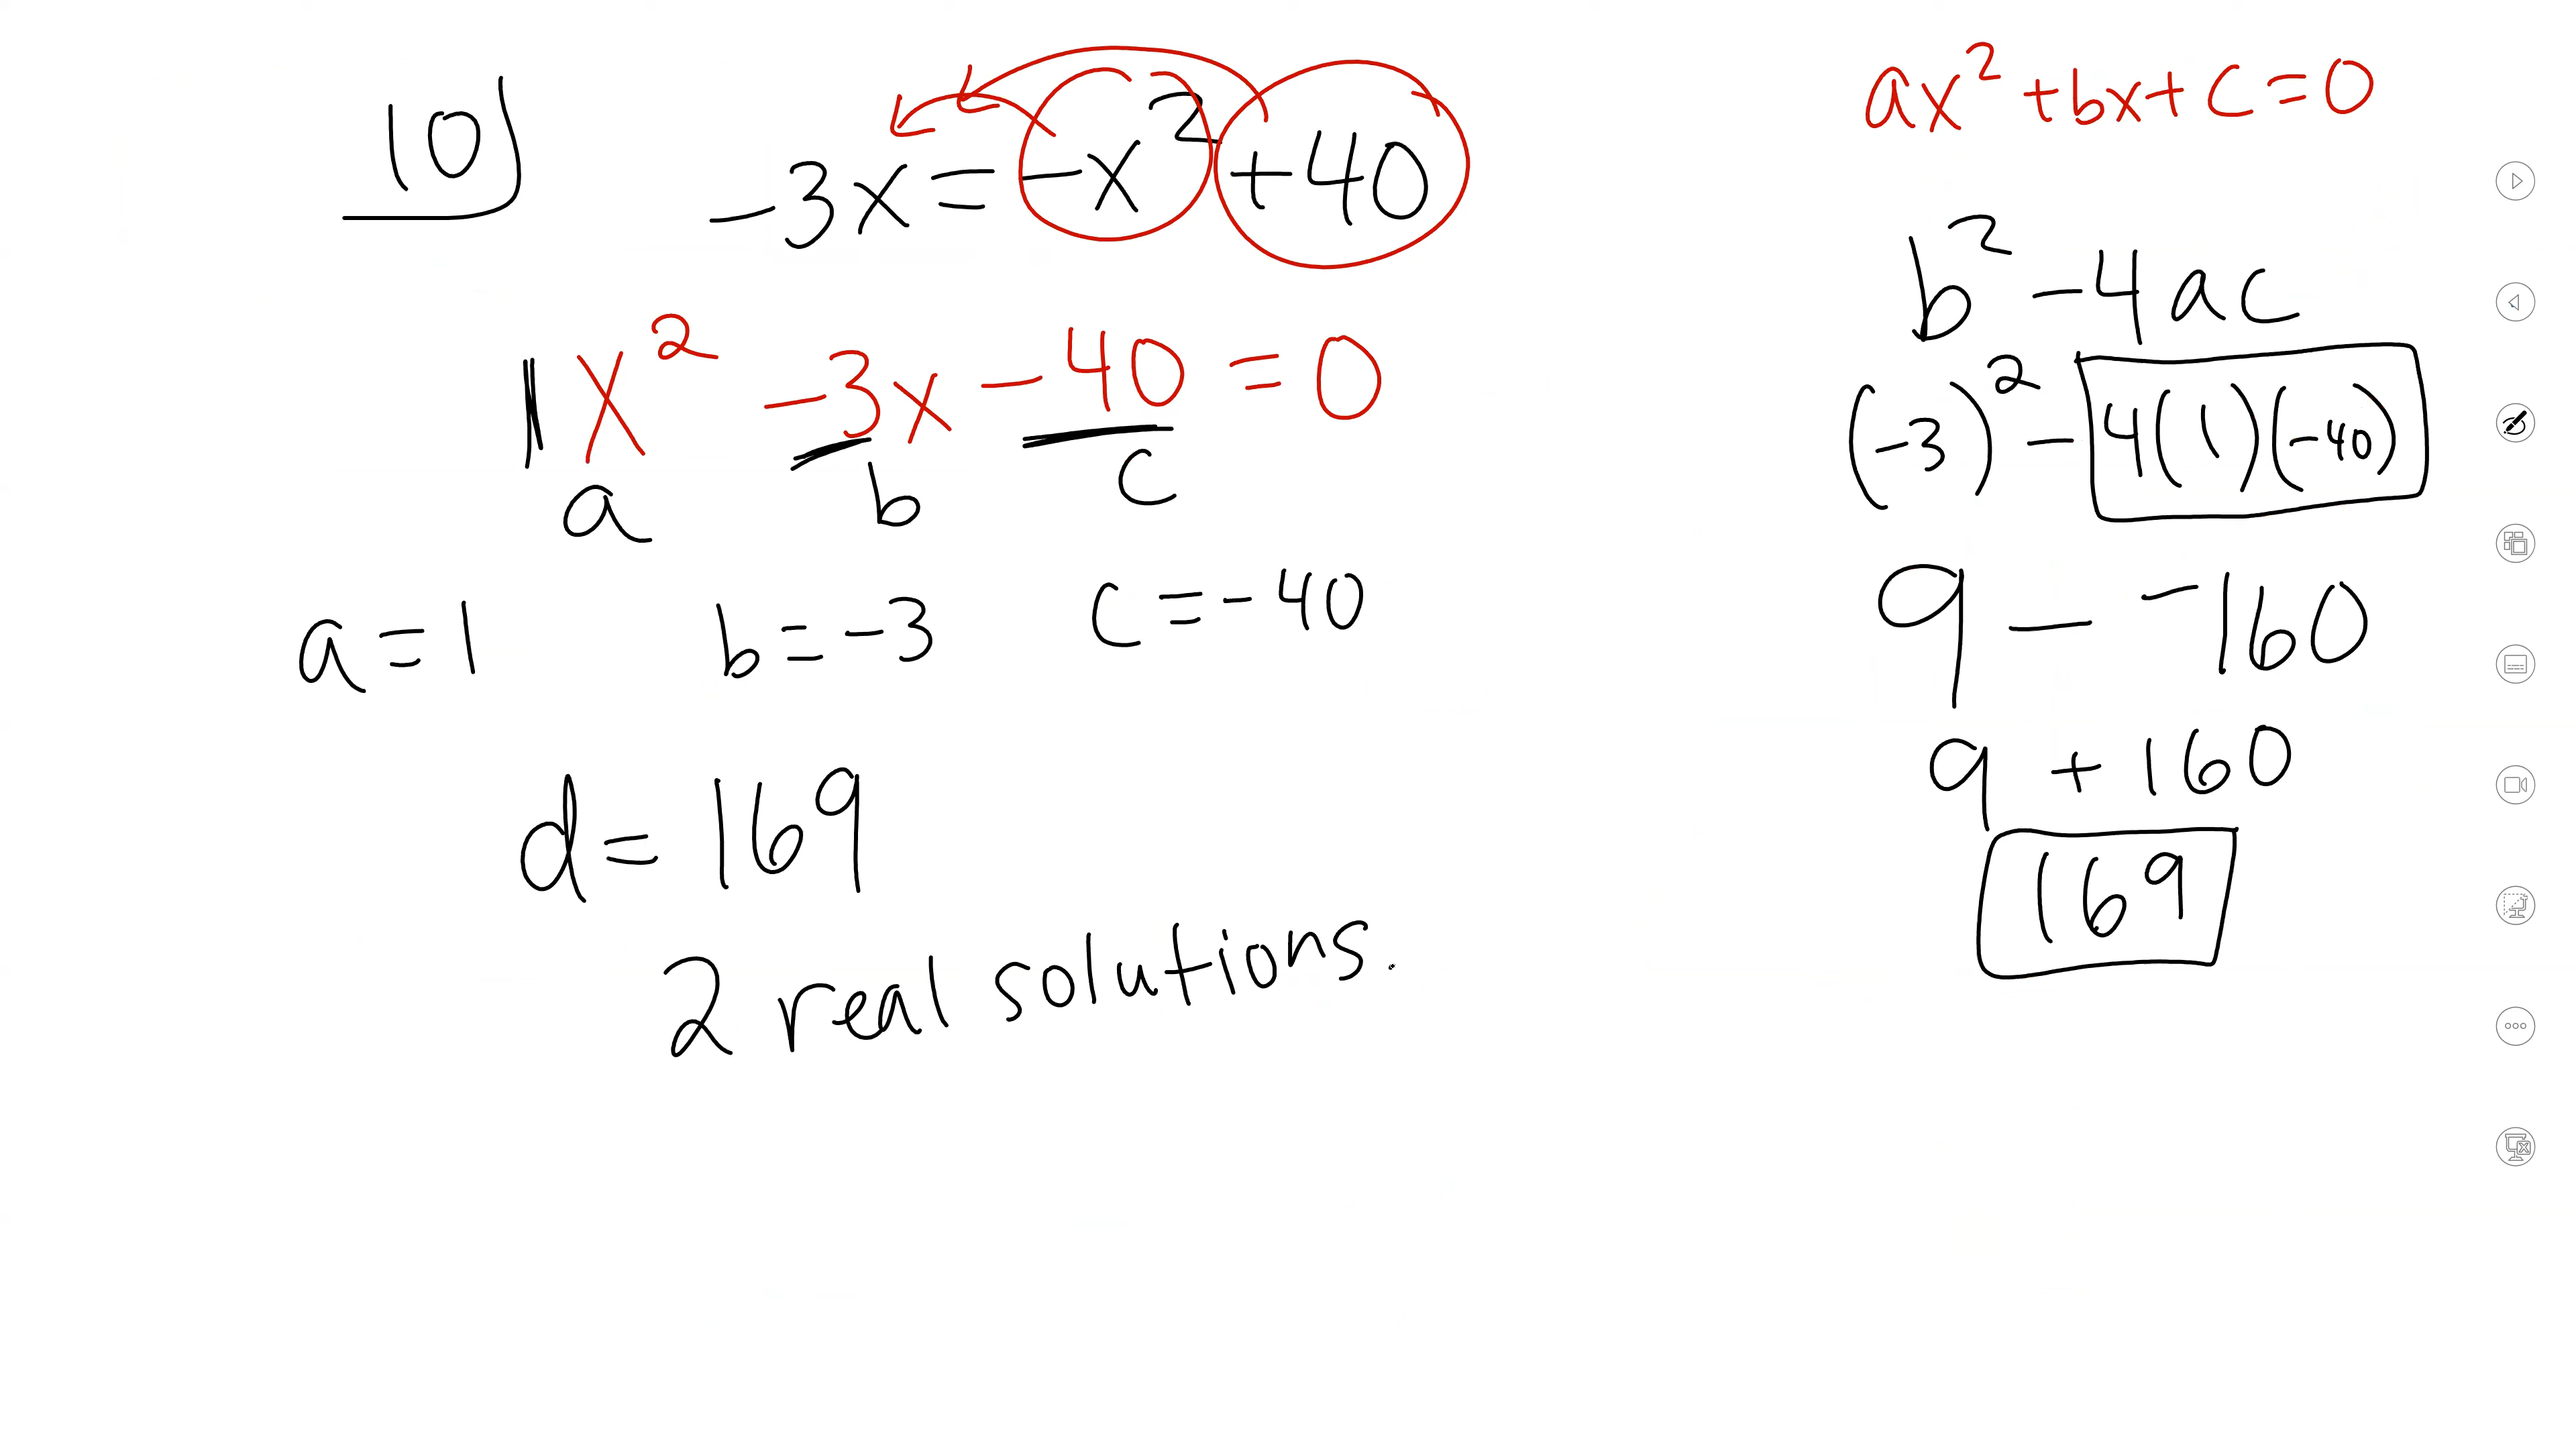 10
-3x = -x² +40
1x² -3x -40 = 0
a b c
a = 1 b = -3 c = -40
d = 169
2 real solutions.
ax² + bx + c = 0
b² - 4ac
(-3)² - 4(1)(-40)
9 - -160
9 + 160
169